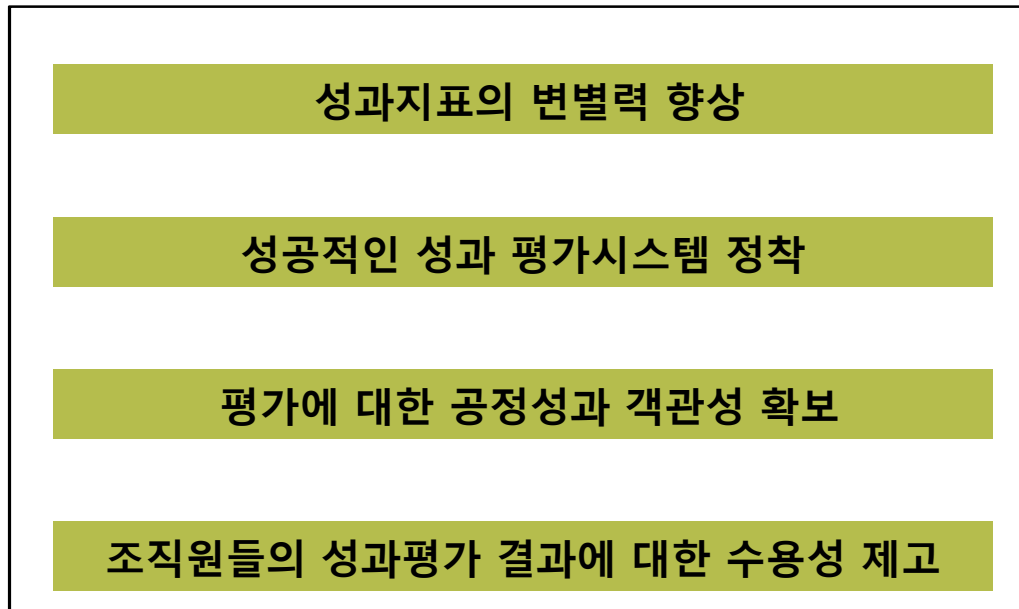 성과지표의 변별력 향상
성공적인 성과 평가시스템 정착
평가에 대한 공정성과 객관성 확보
조직원들의 성과평가 결과에 대한 수용성 제고